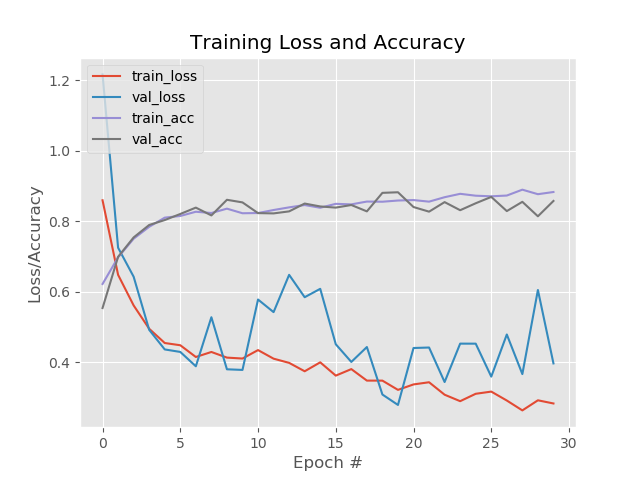 Training Loss and Accuracy
train_loss
val_loss
train_acc
val_acc
1.2
1.0
0.8
0.6
0.4
Loss/Accuracy
0 5 10 15 20 25 30
Epoch #